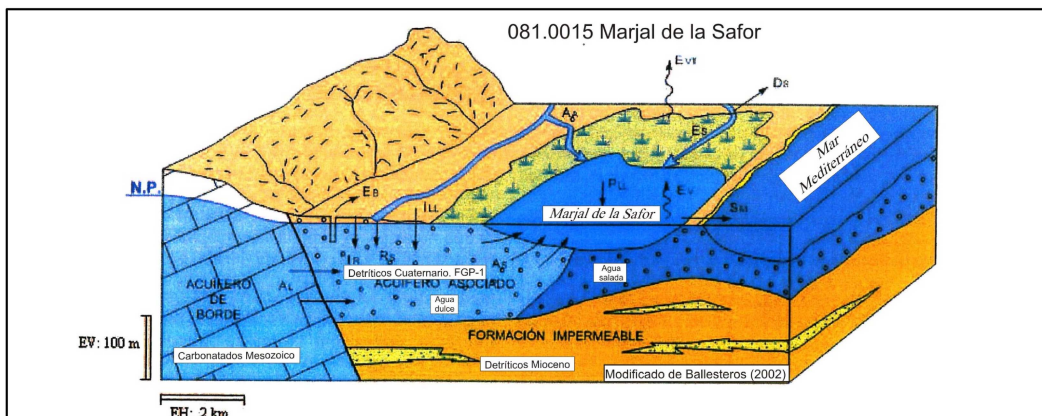 081.0015 Marjal de la Safor
EVT
DS
AS
ES
Mar
Mediterráneo
N.P.
EB
ILL
PLL
EV
Marjal de la Safor
SM
IR
RS
AS
Agua
salada
Detríticos Cuaternario. FGP-1
ACUÍFERO ASOCIADO
ACUÍFERO
DE
BORDE
AL
Agua
dulce
FORMACIÓN IMPERMEABLE
EV: 100 m
Carbonatados Mesozoico
Detríticos Mioceno
Modificado de Ballesteros (2002)
EH: 2 km